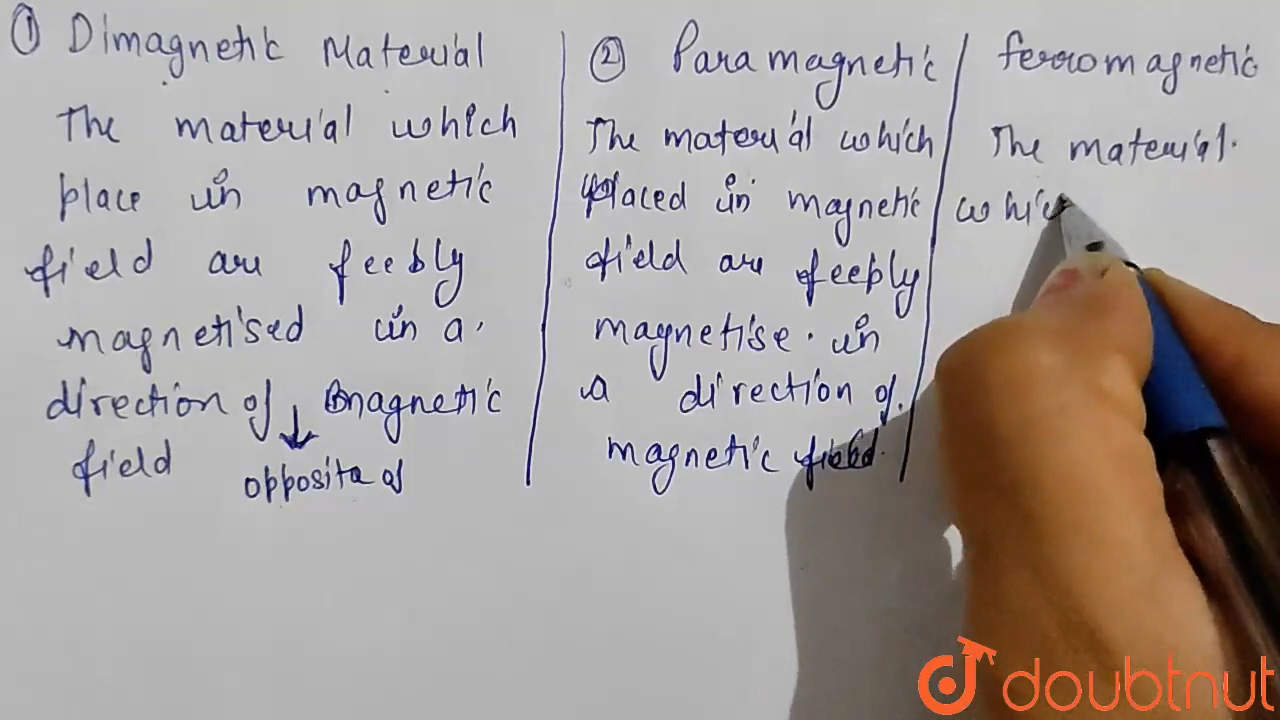 ① Dimagnetic Material
The material which
place in magnetic
field are feebly
magnetised in a
direction of ↓ magnetic
field opposite of
② Paramagnetic
The material which
placed in magnetic
field are feebly
magnetise. in
a direction of.
magnetic field.
ferromagnetic
The material.
whic
doubtnut